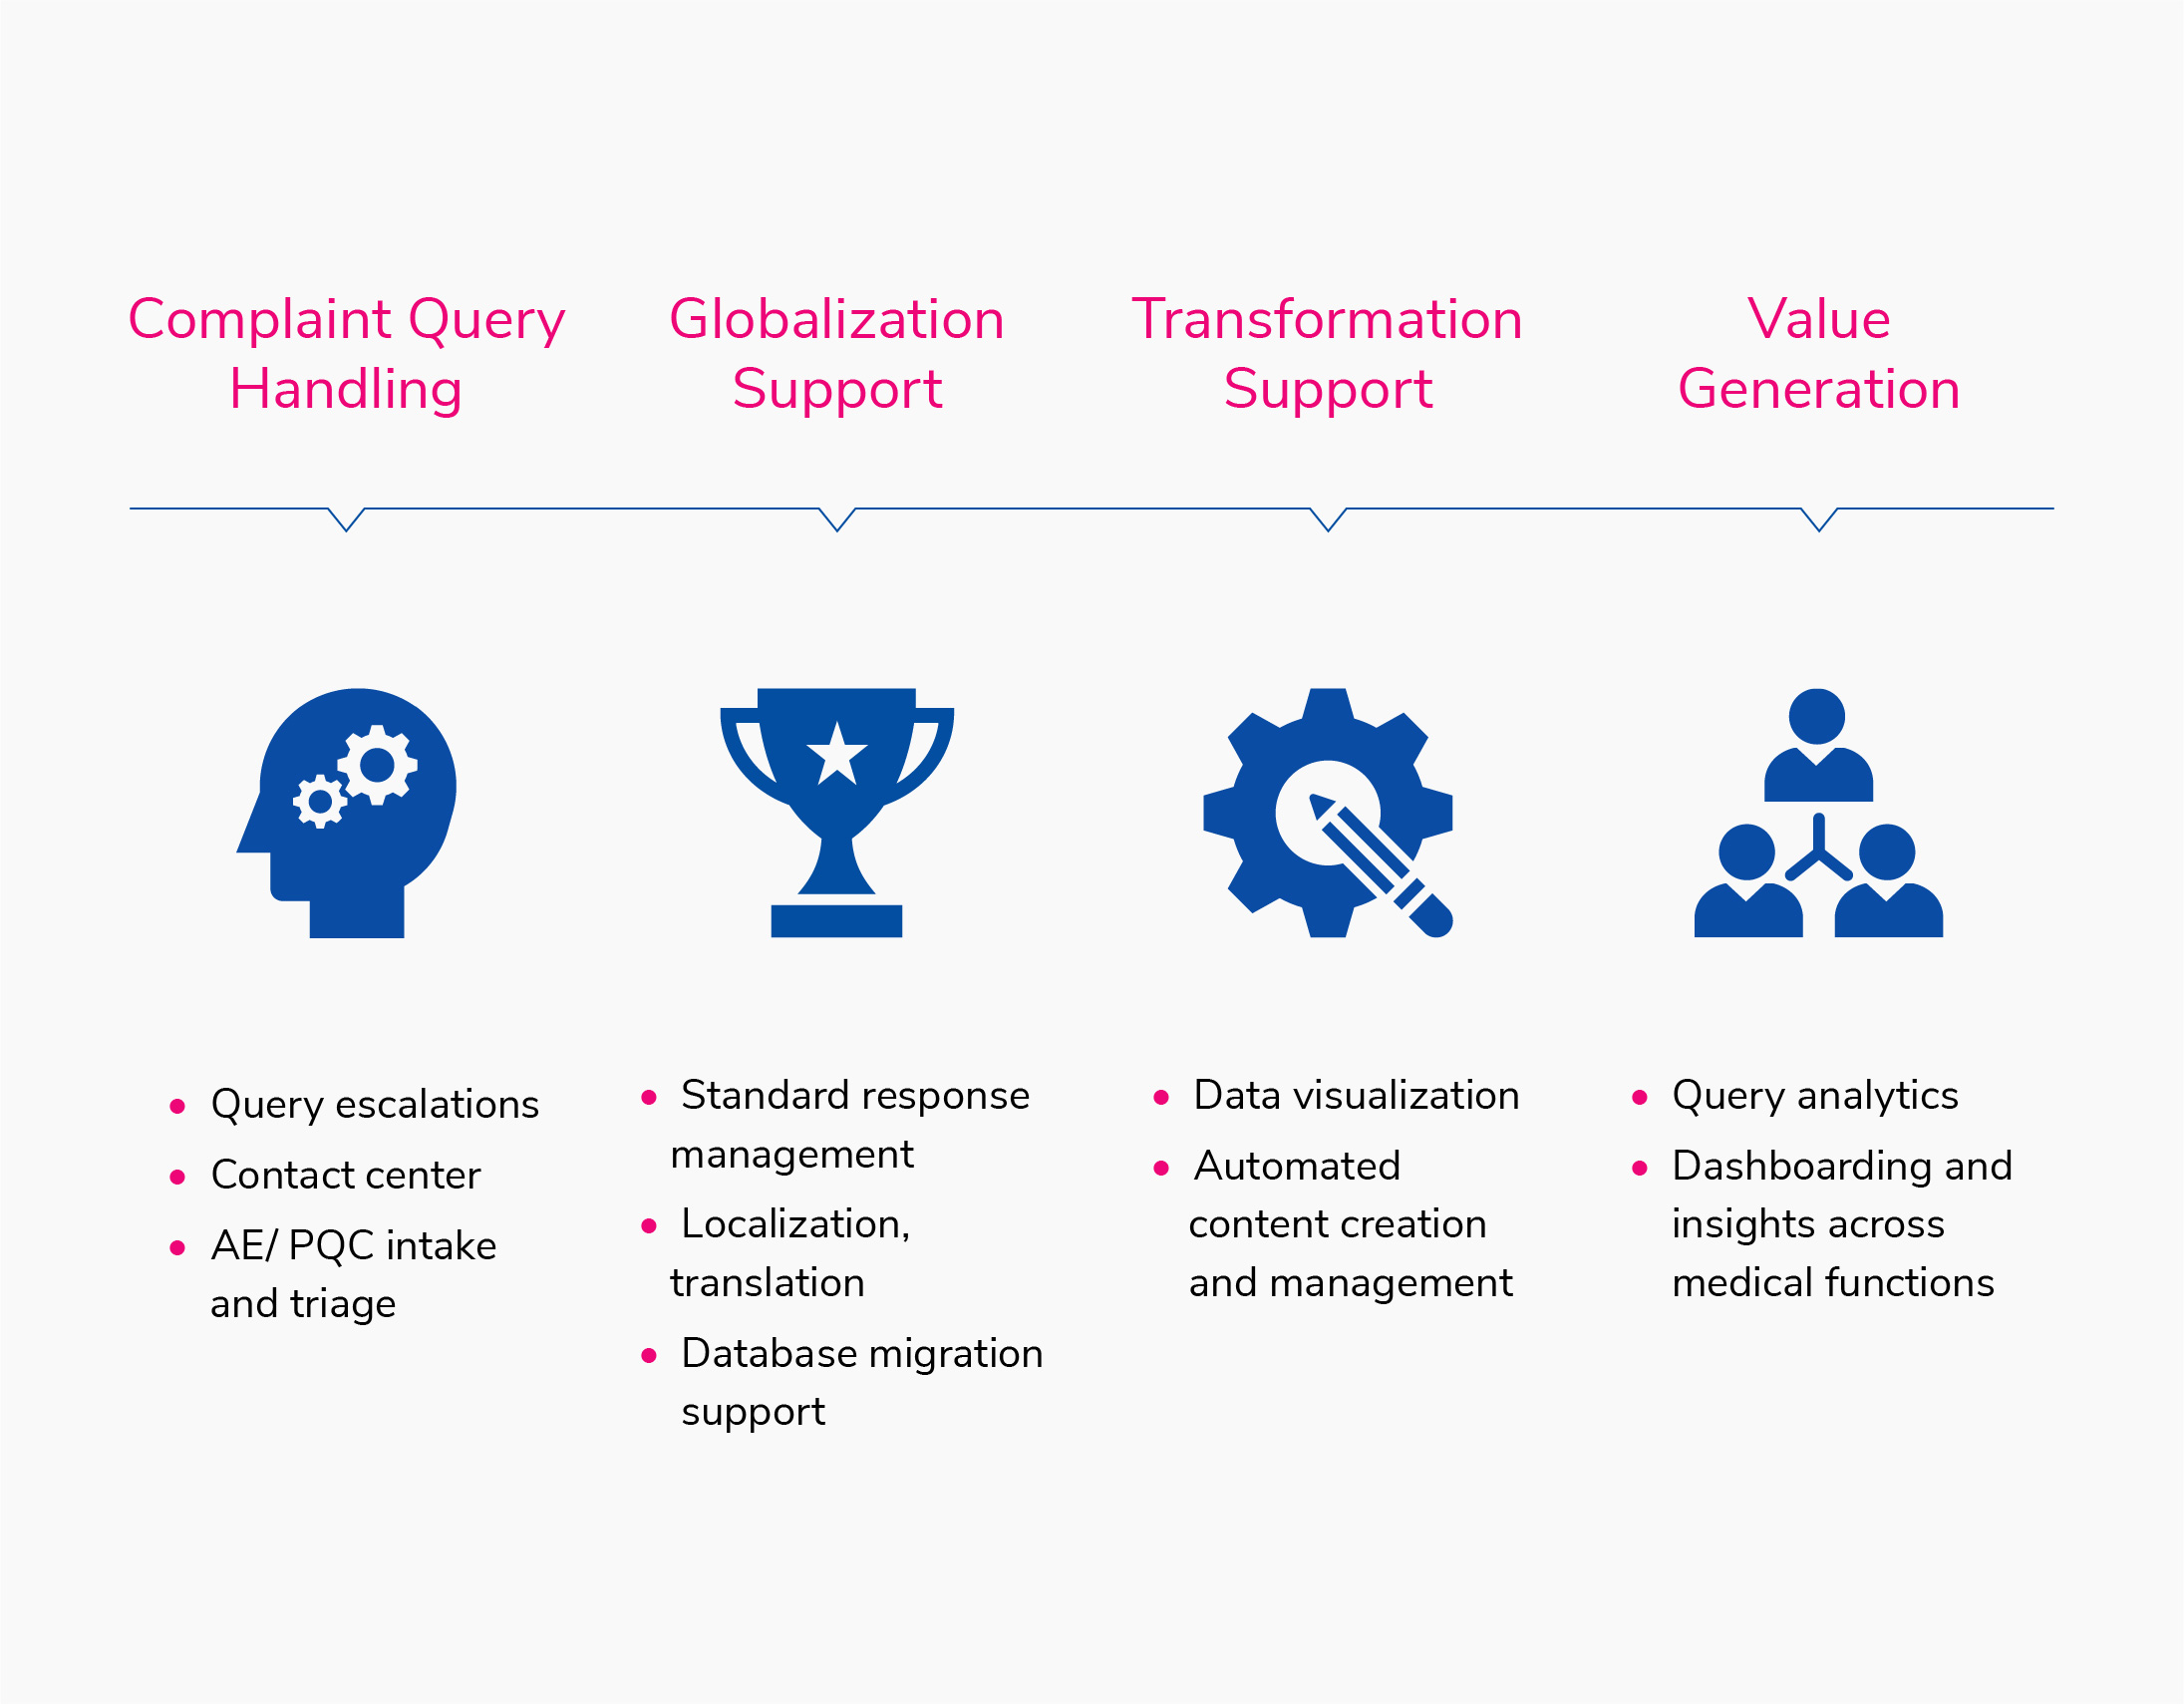 Complaint Query
Handling
Globalization
Support
Transformation
Support
Value
Generation
• Query escalations
• Contact center
• AE/ PQC intake
and triage
• Standard response
management
• Localization,
translation
• Database migration
support
• Data visualization
• Automated
content creation
and management
• Query analytics
• Dashboarding and
insights across
medical functions